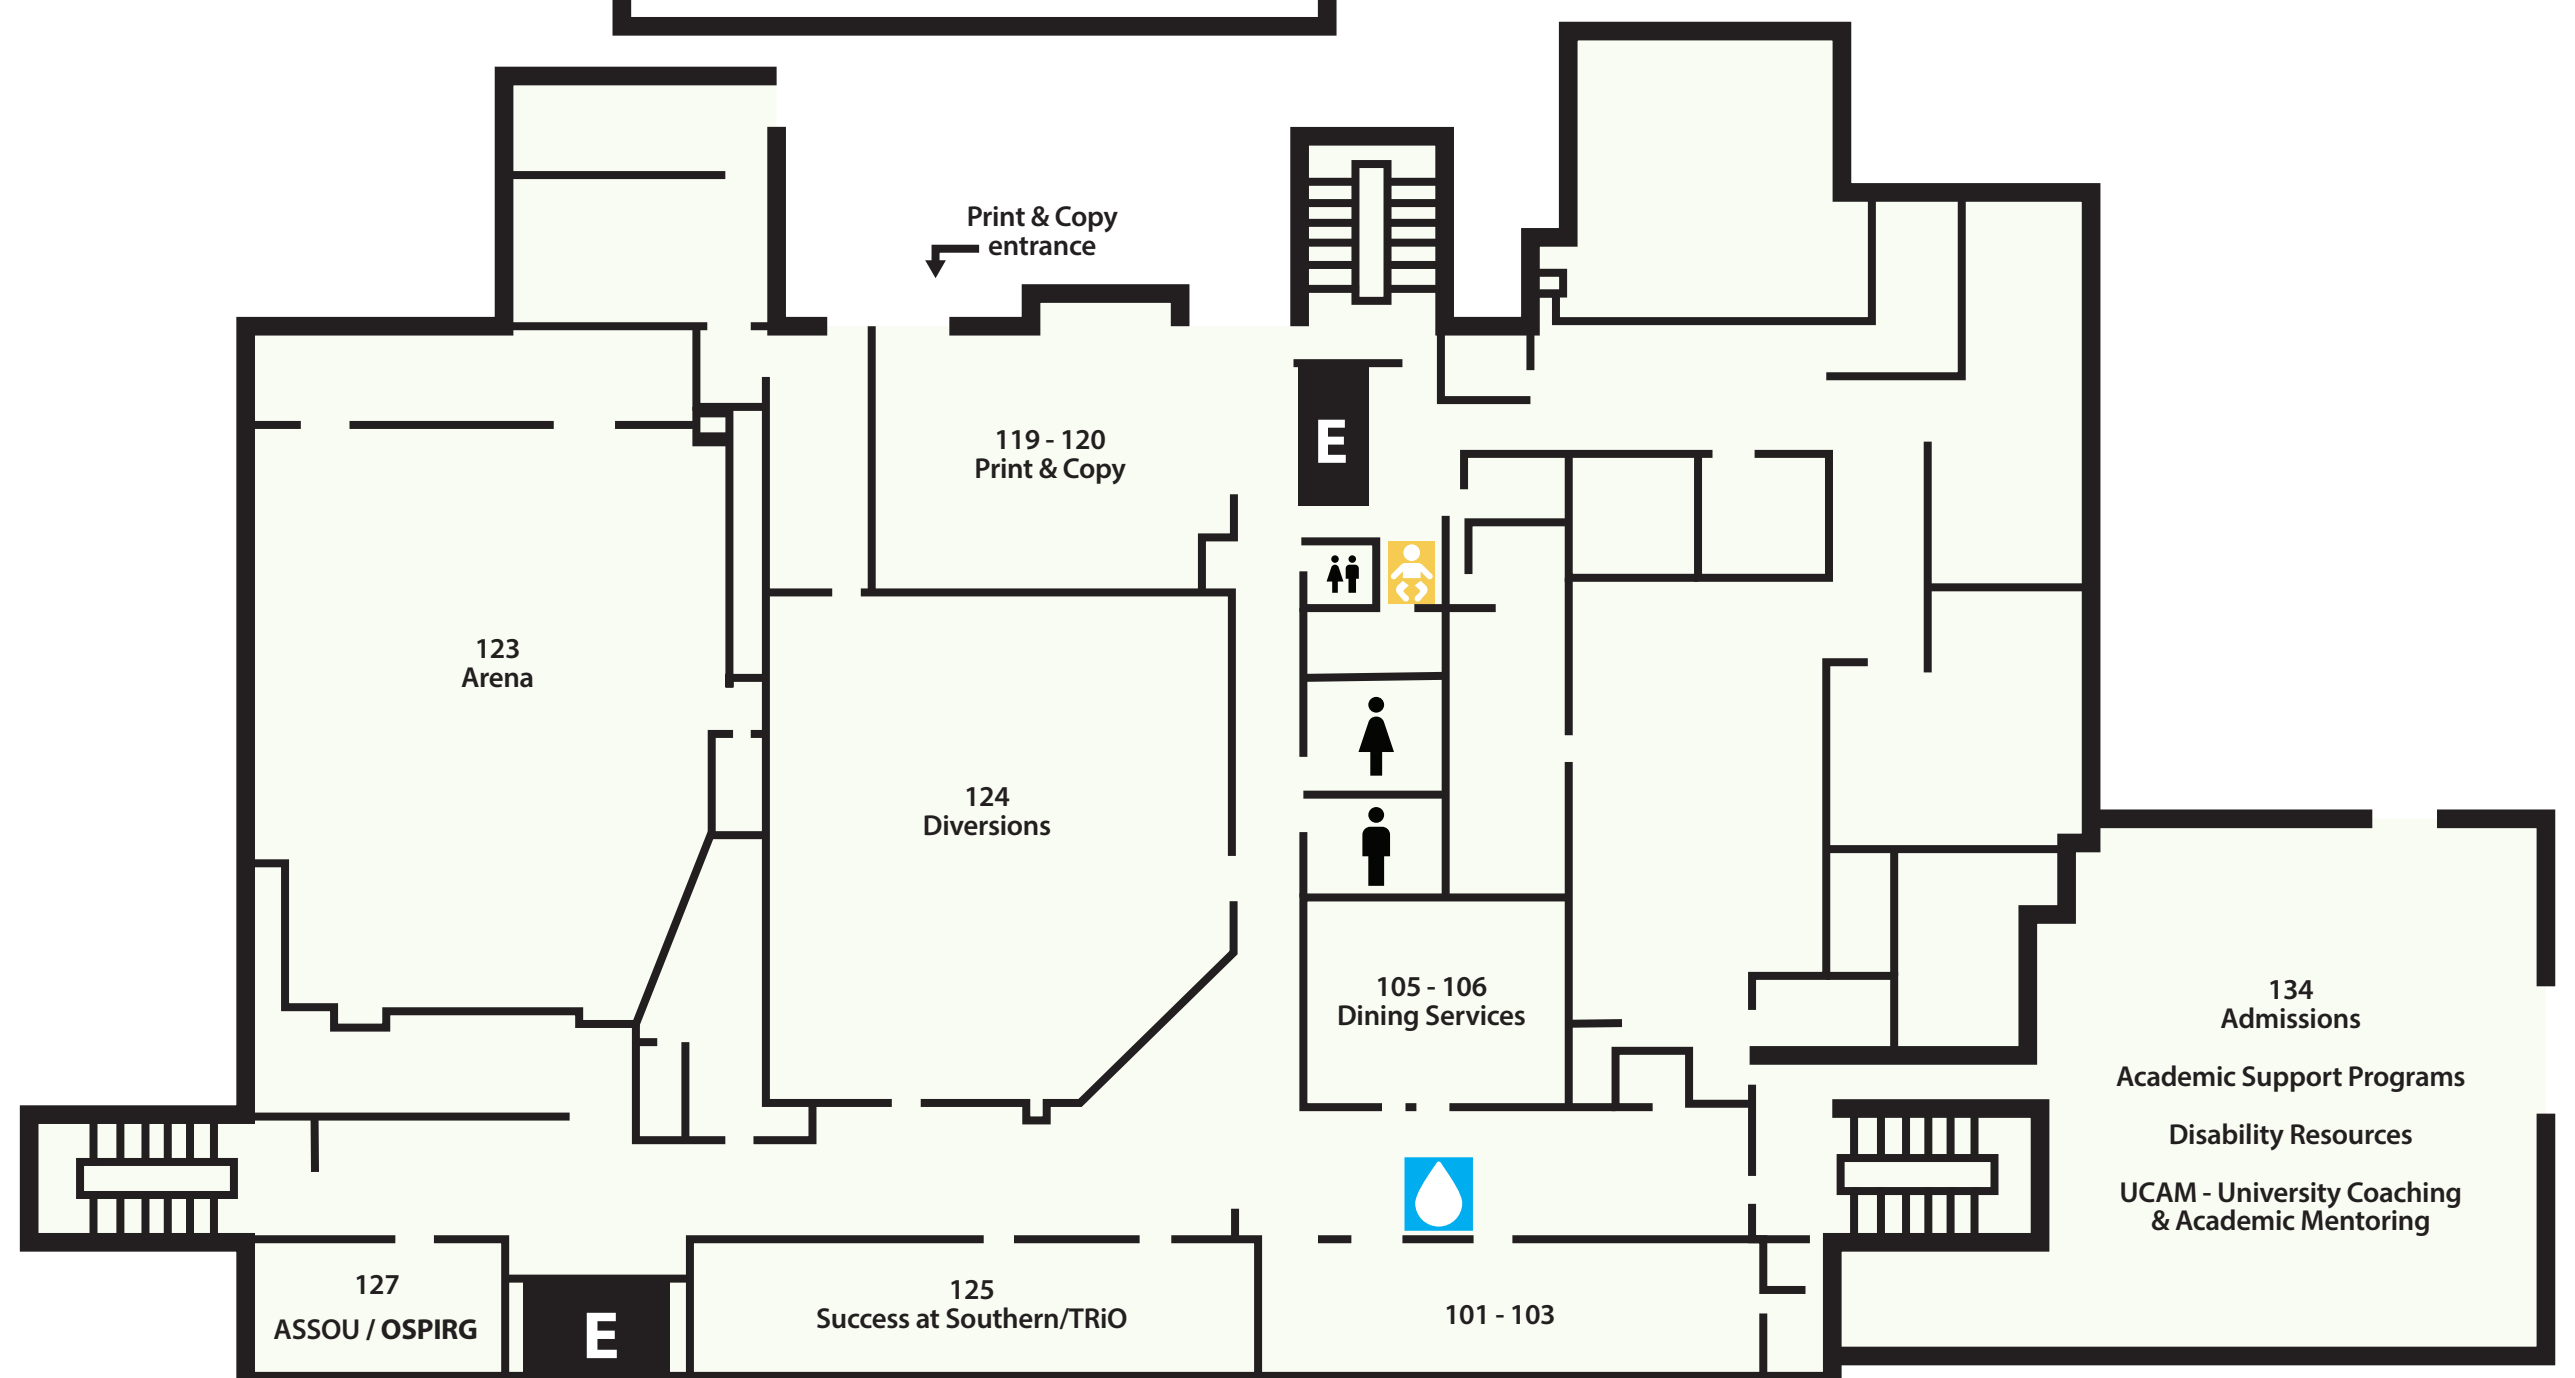 Print & Copy
entrance
E
119 - 120
Print & Copy
123
Arena
124
Diversions
105 - 106
Dining Services
134
Admissions
Academic Support Programs
Disability Resources
UCAM - University Coaching
& Academic Mentoring
127
ASSOU / OSPIRG
E
125
Success at Southern/TRiO
101 - 103